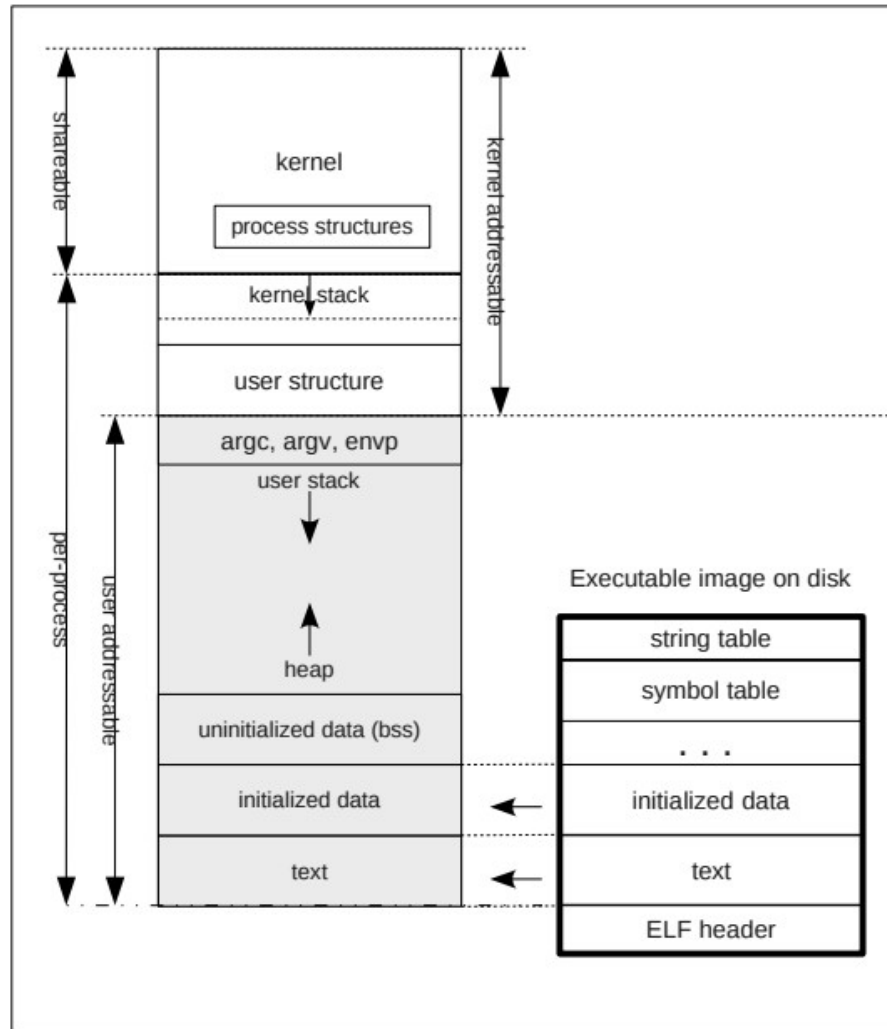 shareable
kernel
process structures
kernel addressable
kernel stack
user structure
argc, argv, envp
user stack
per-process
user addressable
heap
uninitialized data (bss)
initialized data
text
Executable image on disk
string table
symbol table
. . .
initialized data
text
ELF header